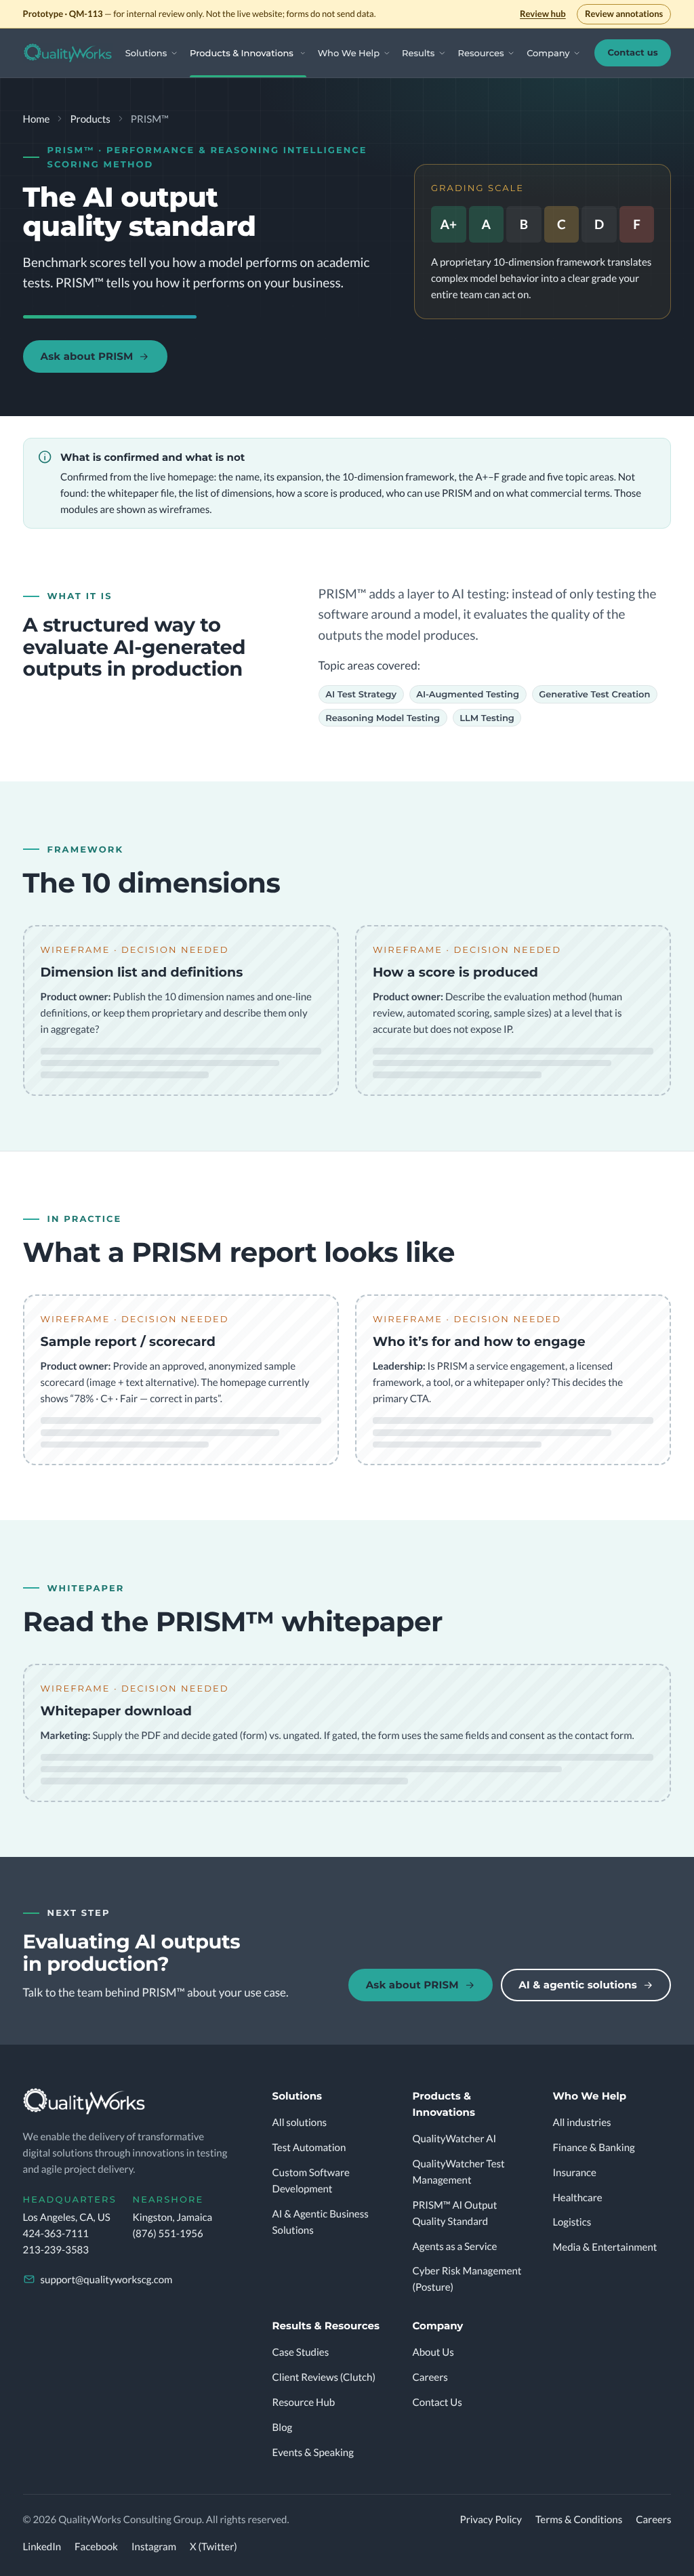 Prototype · QM-113 — for internal review only. Not the live website; forms do not send data.
Review hub
Review annotations
QualityWorks
Solutions
Products & Innovations
Who We Help
Results
Resources
Company
Contact us
Home
Products
PRISM™
PRISM™ · PERFORMANCE & REASONING INTELLIGENCE
SCORING METHOD
The AI output
quality standard
Benchmark scores tell you how a model performs on academic
tests. PRISM™ tells you how it performs on your business.
Ask about PRISM →
GRADING SCALE
A+ A B C D F
A proprietary 10-dimension framework translates
complex model behavior into a clear grade your
entire team can act on.
What is confirmed and what is not
Confirmed from the live homepage: the name, its expansion, the 10-dimension framework, the A+–F grade and five topic areas. Not
found: the whitepaper file, the list of dimensions, how a score is produced, who can use PRISM and on what commercial terms. Those
modules are shown as wireframes.
WHAT IT IS
A structured way to
evaluate AI-generated
outputs in production
PRISM™ adds a layer to AI testing: instead of only testing the
software around a model, it evaluates the quality of the
outputs the model produces.
Topic areas covered:
AI Test Strategy
AI-Augmented Testing
Generative Test Creation
Reasoning Model Testing
LLM Testing
FRAMEWORK
The 10 dimensions
WIREFRAME · DECISION NEEDED
Dimension list and definitions
Product owner: Publish the 10 dimension names and one-line
definitions, or keep them proprietary and describe them only
in aggregate?
WIREFRAME · DECISION NEEDED
How a score is produced
Product owner: Describe the evaluation method (human
review, automated scoring, sample sizes) at a level that is
accurate but does not expose IP.
IN PRACTICE
What a PRISM report looks like
WIREFRAME · DECISION NEEDED
Sample report / scorecard
Product owner: Provide an approved, anonymized sample
scorecard (image + text alternative). The homepage currently
shows “78% · C+ · Fair — correct in parts”.
WIREFRAME · DECISION NEEDED
Who it’s for and how to engage
Leadership: Is PRISM a service engagement, a licensed
framework, a tool, or a whitepaper only? This decides the
primary CTA.
WHITEPAPER
Read the PRISM™ whitepaper
WIREFRAME · DECISION NEEDED
Whitepaper download
Marketing: Supply the PDF and decide gated (form) vs. ungated. If gated, the form uses the same fields and consent as the contact form.
NEXT STEP
Evaluating AI outputs
in production?
Talk to the team behind PRISM™ about your use case.
Ask about PRISM →
AI & agentic solutions →
QualityWorks
We enable the delivery of transformative
digital solutions through innovations in testing
and agile project delivery.
HEADQUARTERS
Los Angeles, CA, US
424-363-7111
213-239-3583
NEARSHORE
Kingston, Jamaica
(876) 551-1956
support@qualityworkscg.com
Solutions
All solutions
Test Automation
Custom Software
Development
AI & Agentic Business
Solutions
Products &
Innovations
QualityWatcher AI
QualityWatcher Test
Management
PRISM™ AI Output
Quality Standard
Agents as a Service
Cyber Risk Management
(Posture)
Who We Help
All industries
Finance & Banking
Insurance
Healthcare
Logistics
Media & Entertainment
Results & Resources
Case Studies
Client Reviews (Clutch)
Resource Hub
Blog
Events & Speaking
Company
About Us
Careers
Contact Us
© 2026 QualityWorks Consulting Group. All rights reserved.
Privacy Policy
Terms & Conditions
Careers
LinkedIn
Facebook
Instagram
X (Twitter)